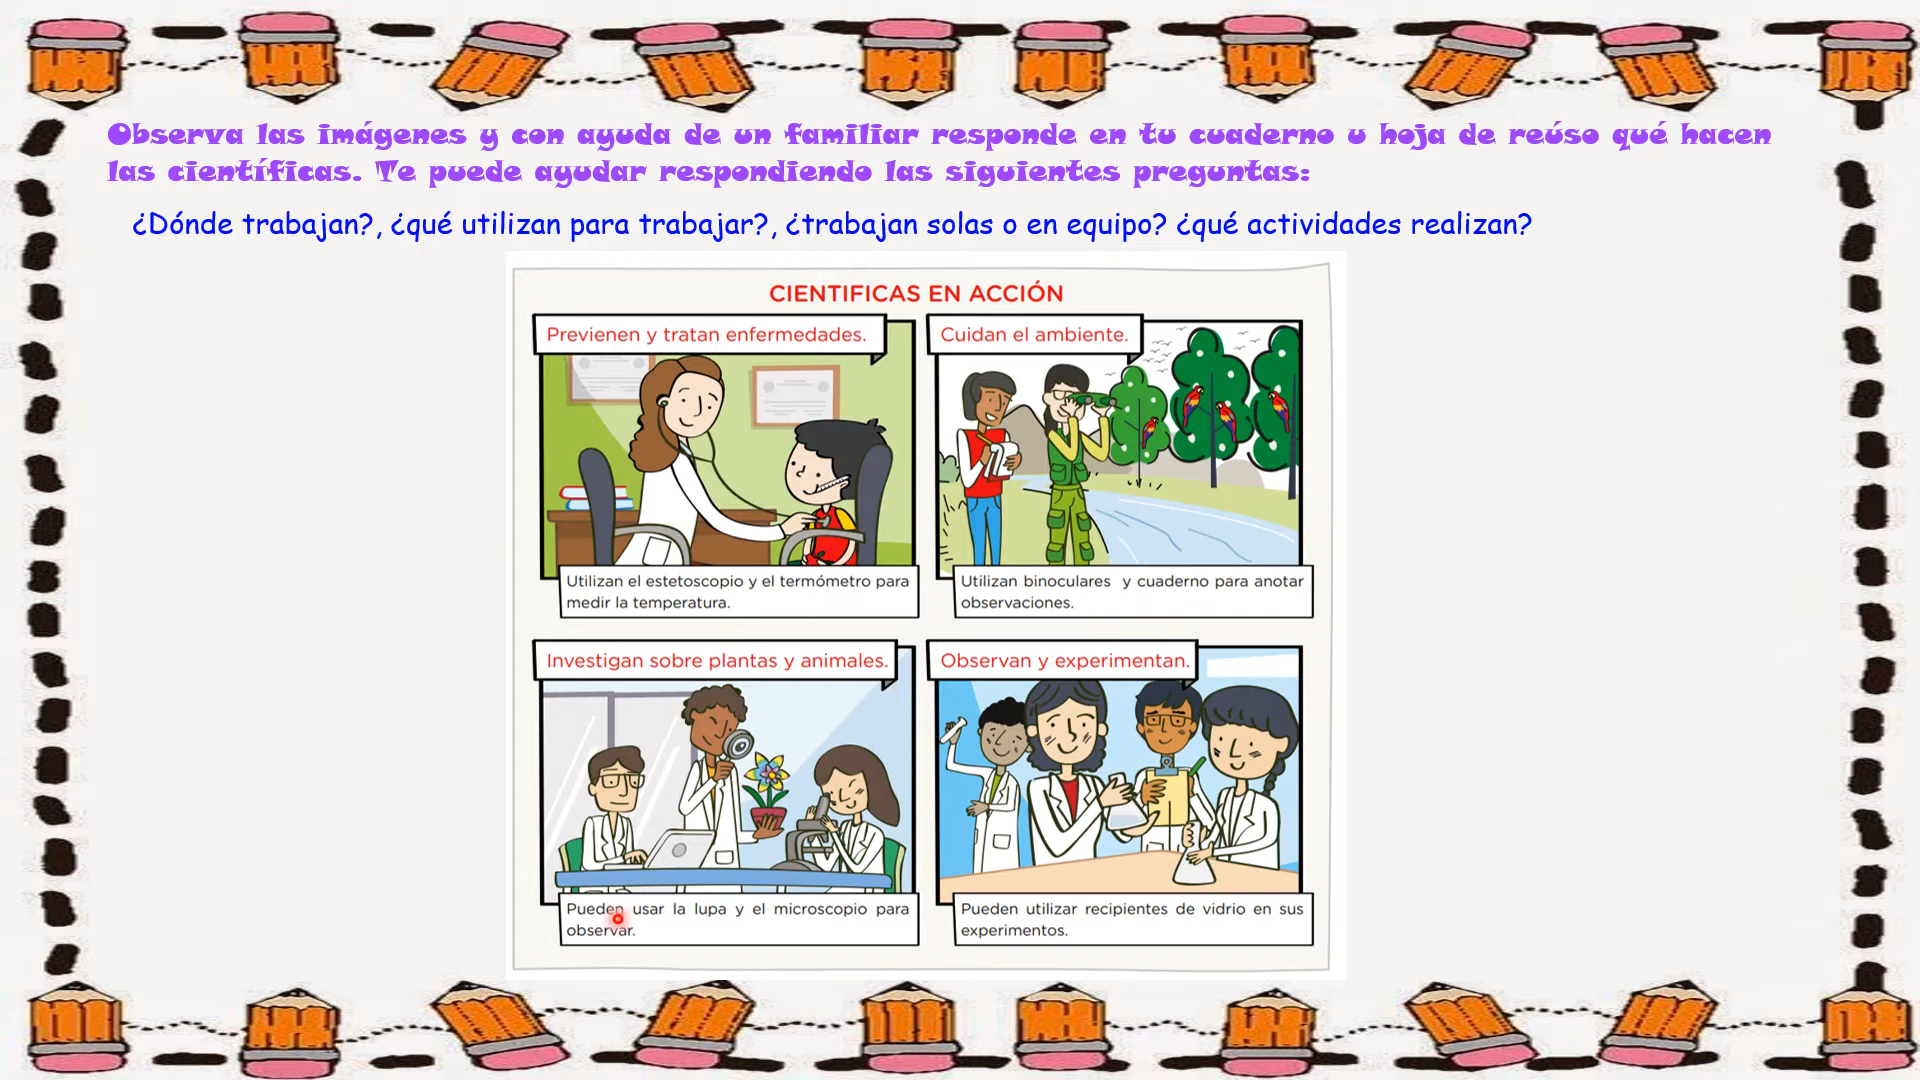 Observa las imágenes y con ayuda de un familiar responde en tu cuaderno u hoja de reúso qué hacen
las científicas. Te puede ayudar respondiendo las siguientes preguntas:
¿Dónde trabajan?, ¿qué utilizan para trabajar?, ¿trabajan solas o en equipo? ¿qué actividades realizan?
CIENTIFICAS EN ACCIÓN
Previenen y tratan enfermedades.
Utilizan el estetoscopio y el termómetro para
medir la temperatura.
Cuidan el ambiente.
Utilizan binoculares y cuaderno para anotar
observaciones.
Investigan sobre plantas y animales.
Pueden usar la lupa y el microscopio para
observar.
Observan y experimentan.
Pueden utilizar recipientes de vidrio en sus
experimentos.